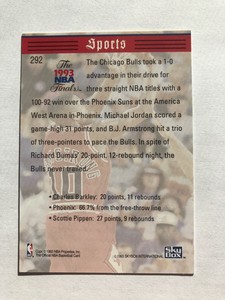 Sports
292
The
1993 NBA
Finals
The Chicago Bulls took a 1-0
advantage in their drive for
three straight NBA titles with a
100-92 win over the Phoenix Suns at the America
West Arena in Phoenix. Michael Jordan scored a
game-high 31 points, and B.J. Armstrong hit a trio
of three-pointers to pace the Bulls. In spite of
Richard Dumas' 20-point, 12-rebound night, the
Bulls never trailed.
• Charles Barkley: 20 points, 11 rebounds
• Phoenix: 66.7% from the free-throw line
• Scottie Pippen: 27 points, 9 rebounds
NBA
SKY
BOX